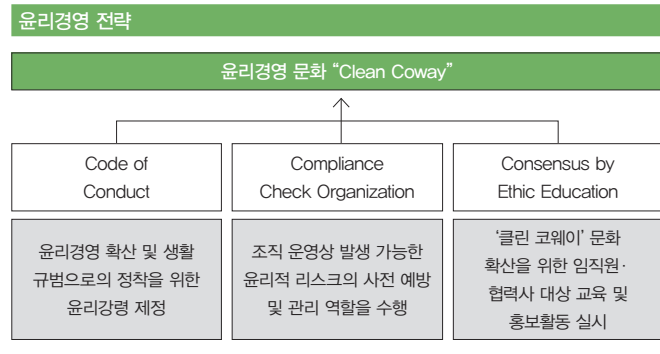 윤리경영 전략
윤리경영 문화 “Clean Coway”
Code of
Conduct
윤리경영 확산 및 생활
규범으로의 정착을 위한
윤리강령 제정
Compliance
Check Organization
조직 운영상 발생 가능한
윤리적 리스크의 사전 예방
및 관리 역할을 수행
Consensus by
Ethic Education
‘클린 코웨이’ 문화
확산을 위한 임직원·
협력사 대상 교육 및
홍보활동 실시